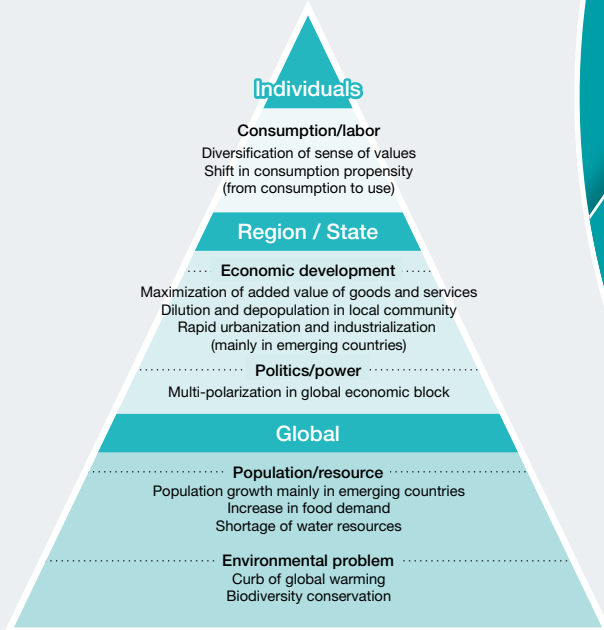 Individuals
Consumption/labor
Diversification of sense of values
Shift in consumption propensity
(from consumption to use)
Region / State
Economic development
Maximization of added value of goods and services
Dilution and depopulation in local community
Rapid urbanization and industrialization
(mainly in emerging countries)
Politics/power
Multi-polarization in global economic block
Global
Population/resource
Population growth mainly in emerging countries
Increase in food demand
Shortage of water resources
Environmental problem
Curb of global warming
Biodiversity conservation